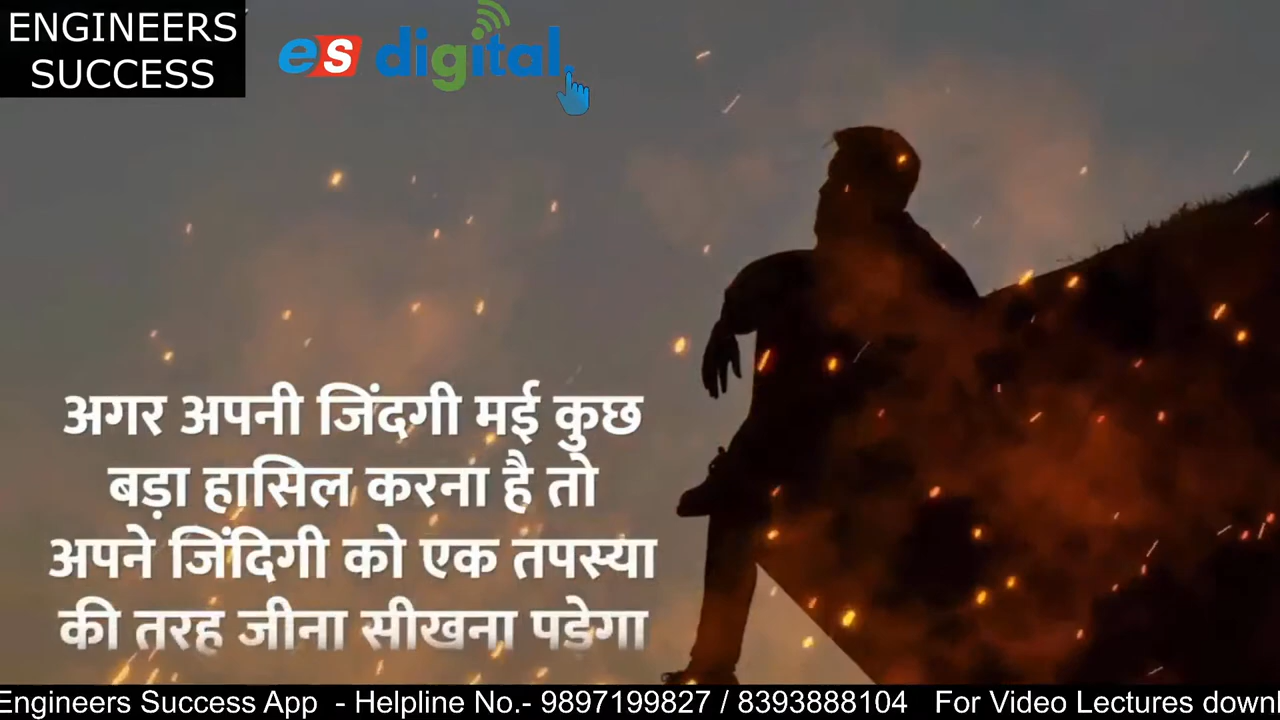 ENGINEERS
SUCCESS
es digital
अगर अपनी जिंदगी मई कुछ
बड़ा हासिल करना है तो
अपने जिंदिगी को एक तपस्या
की तरह जीना सीखना पडेगा
Engineers Success App - Helpline No.- 9897199827 / 8393888104 For Video Lectures down